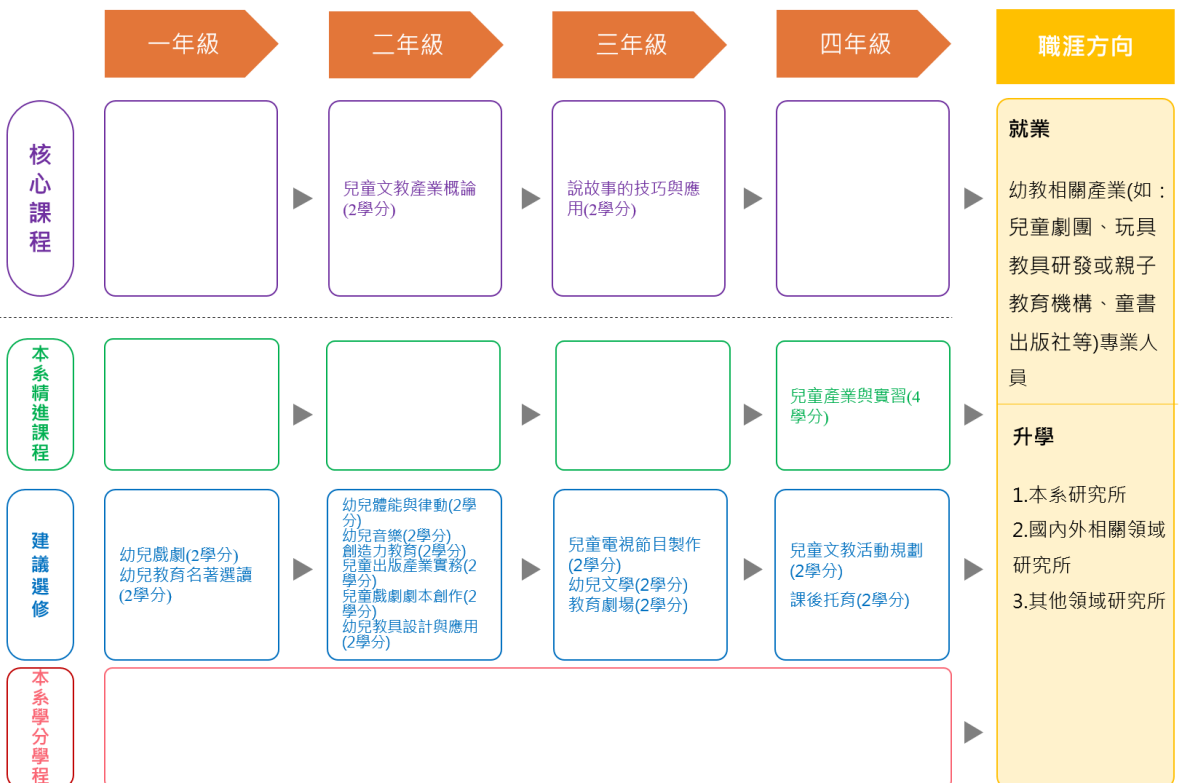 一年級
二年級
三年級
四年級
職涯方向
核心課程
兒童文教產業概論
(2學分)
說故事的技巧與應
用(2學分)
就業
幼教相關產業(如：
兒童劇團、玩具
教具研發或親子
教育機構、童書
出版社等)專業人
員
本系精進課程
兒童產業與實習(4
學分)
升學
1.本系研究所
2.國內外相關領域
研究所
3.其他領域研究所
建議選修
幼兒戲劇(2學分)
幼兒教育名著選讀
(2學分)
幼兒體能與律動(2學
分)
幼兒音樂(2學分)
創造力教育(2學分)
兒童出版產業實務(2
學分)
兒童戲劇劇本創作(2
學分)
幼兒教具設計與應用
(2學分)
兒童電視節目製作
(2學分)
幼兒文學(2學分)
教育劇場(2學分)
兒童文教活動規劃
(2學分)
課後托育(2學分)
本系學分學程